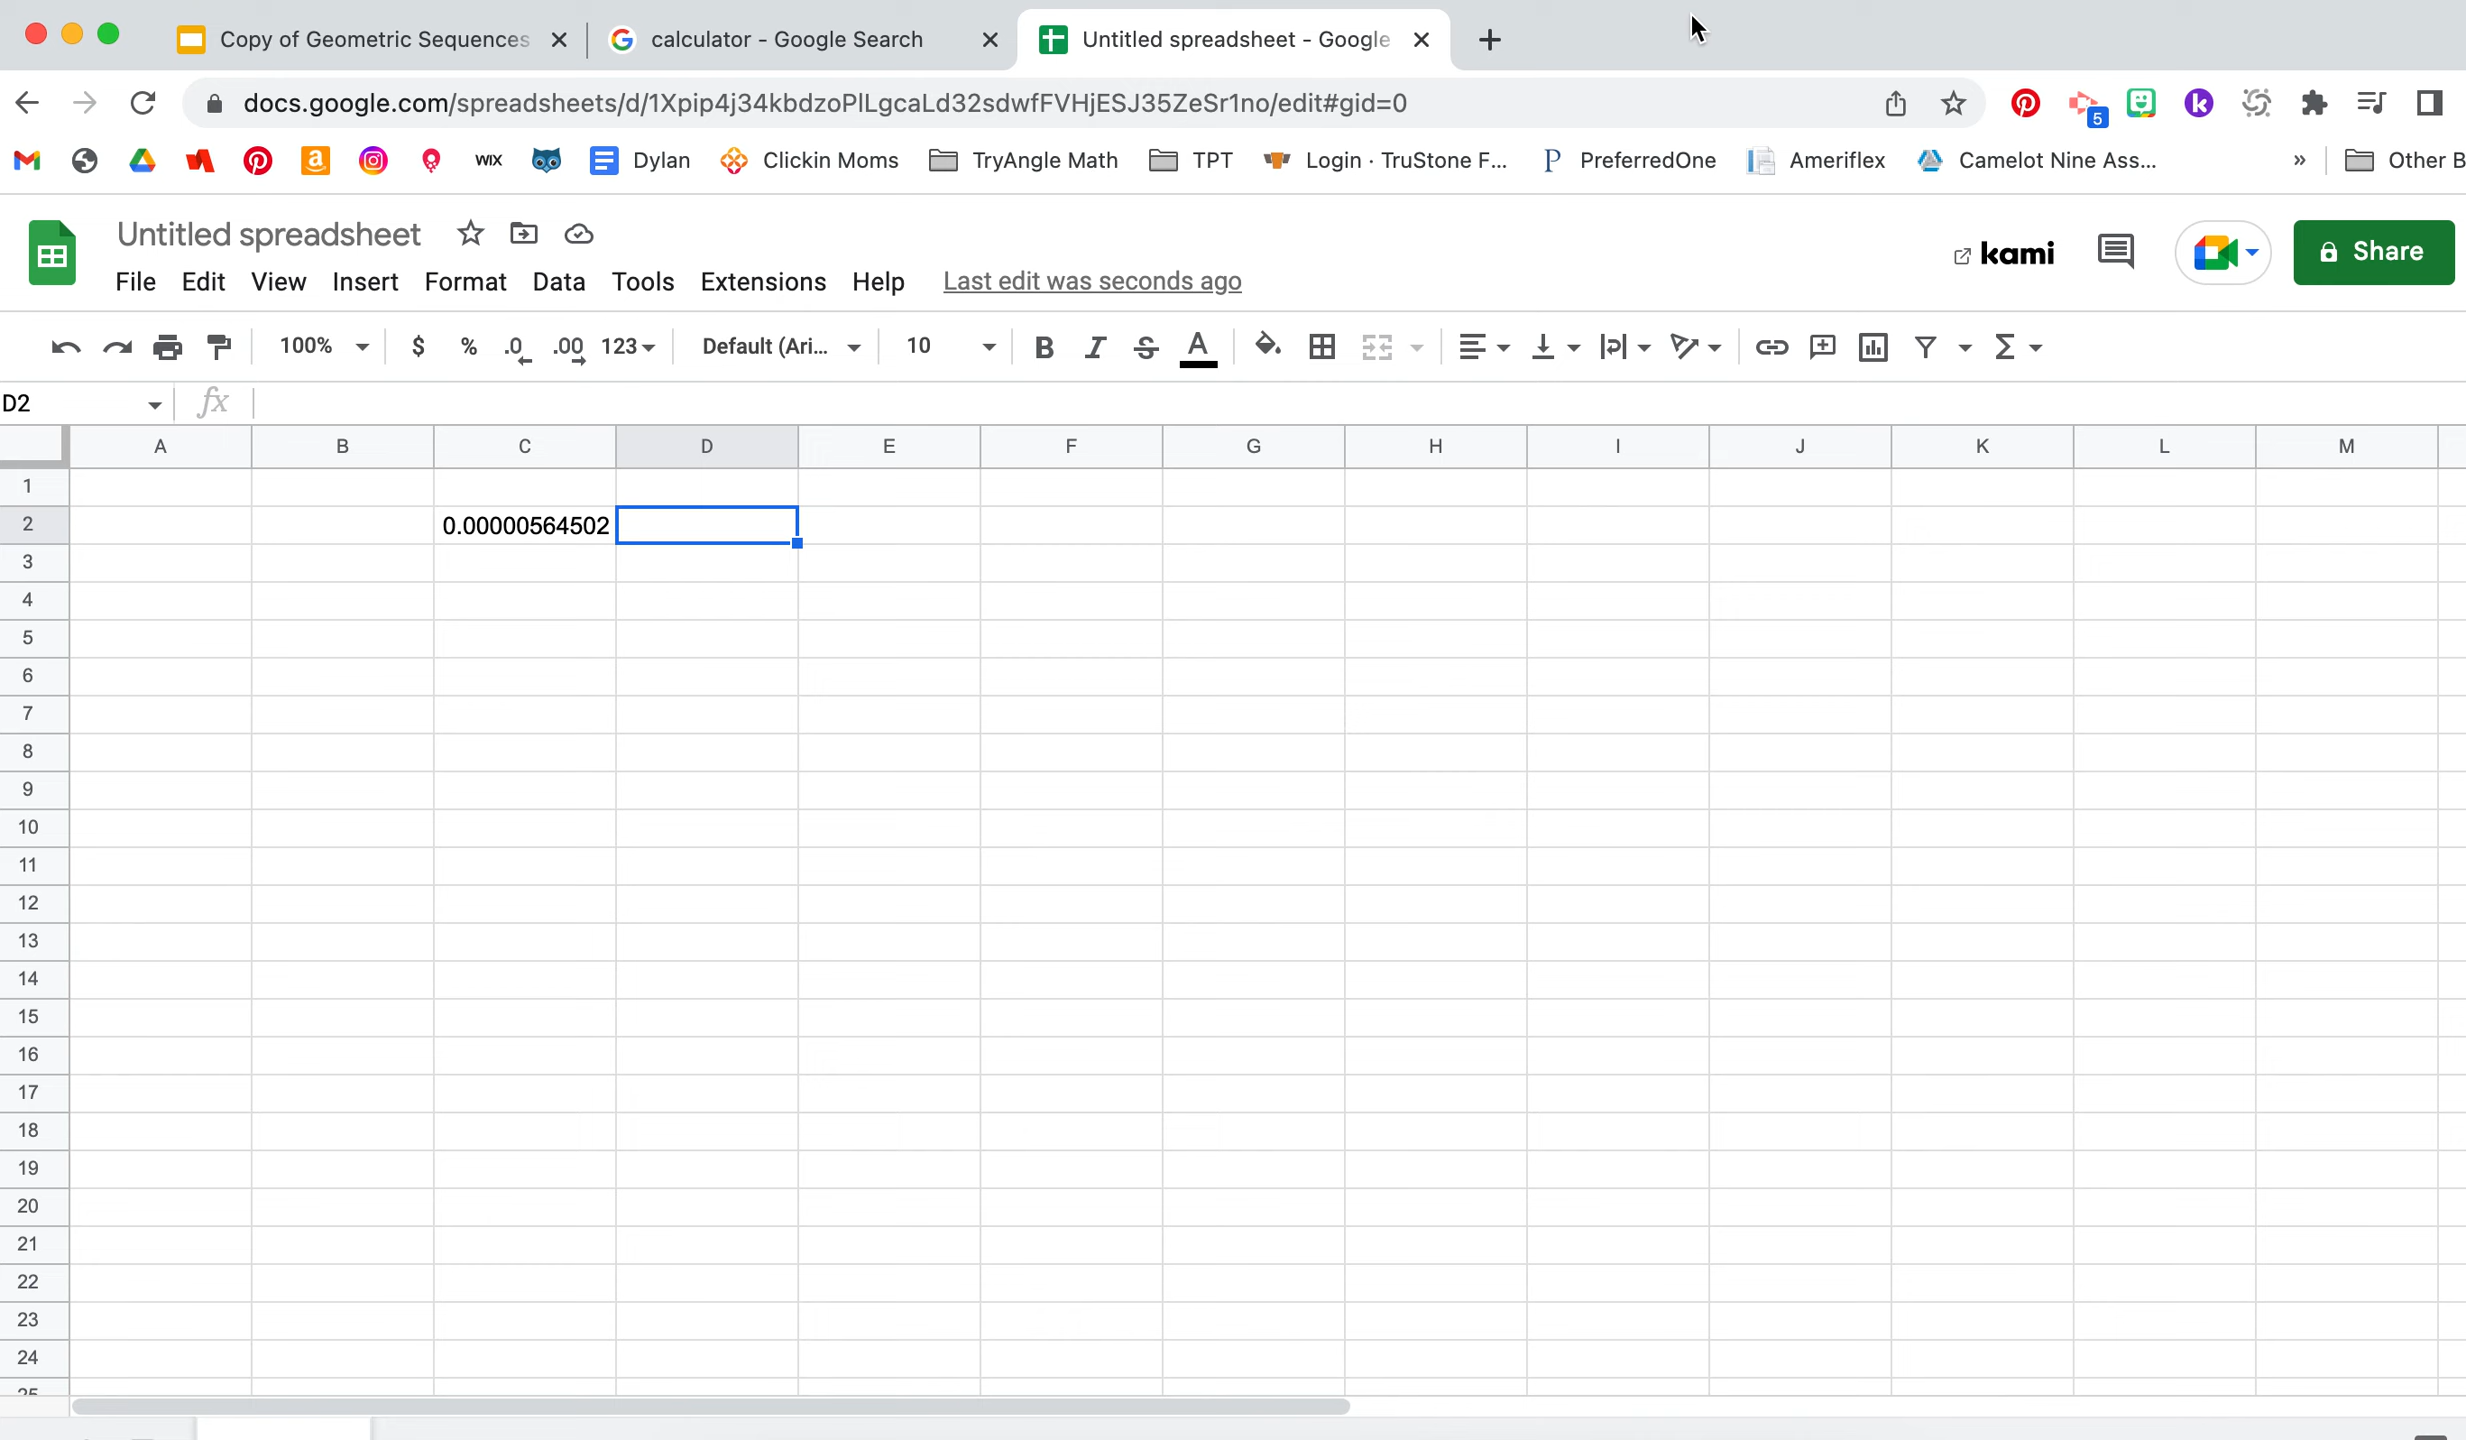 Copy of Geometric Sequences
calculator - Google Search
Untitled spreadsheet - Google
docs.google.com/spreadsheets/d/1Xpip4j34kbdzoPlLgcaLd32sdwfFVHjESJ35ZeSr1no/edit#gid=0
5
WIX
Dylan
Clickin Moms
TryAngle Math
TPT
Login · TruStone F...
PreferredOne
Ameriflex
Camelot Nine Ass...
»
Other B
Untitled spreadsheet
kami
Share
File Edit View Insert Format Data Tools Extensions Help Last edit was seconds ago
100% $ % .0 .00 123 Default (Ari... 10 B I S A Σ
D2 fx
A B C D E F G H I J K L M
1
2 0.00000564502
3
4
5
6
7
8
9
10
11
12
13
14
15
16
17
18
19
20
21
22
23
24
25